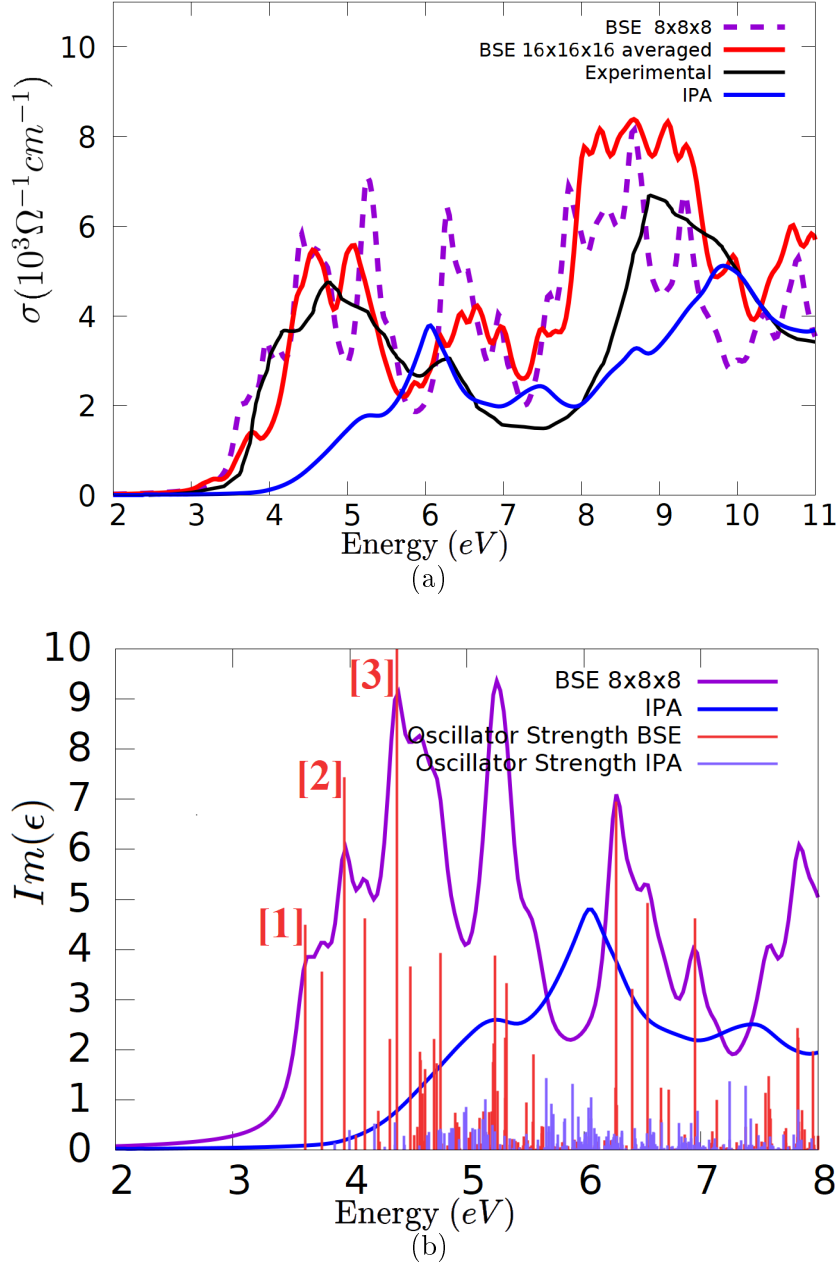 BSE 8x8x8
BSE 16x16x16 averaged
Experimental
IPA
10
8
6
4
2
0
σ(10³Ω⁻¹cm⁻¹)
2 3 4 5 6 7 8 9 10 11
Energy (eV)
(a)
10
9
8
7
6
5
4
3
2
1
0
Im(ϵ)
BSE 8x8x8
IPA
Oscillator Strength BSE
Oscillator Strength IPA
[3]
[2]
[1]
2 3 4 5 6 7 8
Energy (eV)
(b)